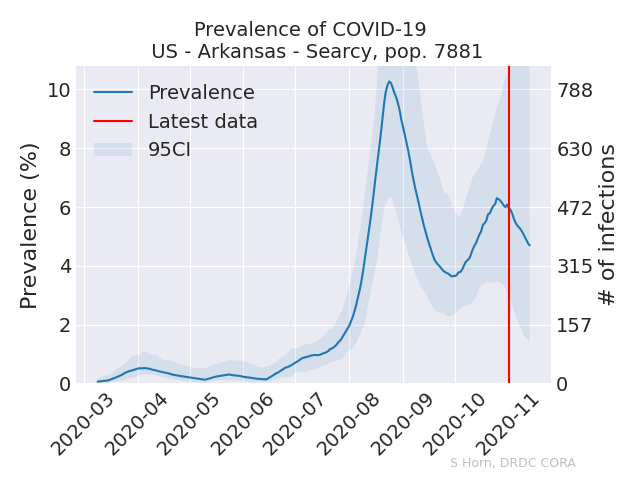 Prevalence of COVID-19
US - Arkansas - Searcy, pop. 7881
Prevalence
Latest data
95CI
Prevalence (%)
10
8
6
4
2
0
788
630
472
315
157
0
# of infections
2020-03
2020-04
2020-05
2020-06
2020-07
2020-08
2020-09
2020-10
2020-11
S Horn, DRDC CORA